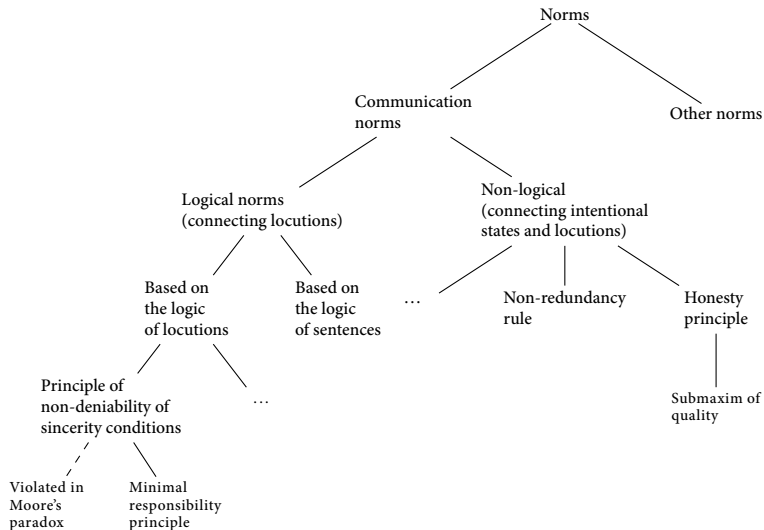 Norms
Communication
norms
Other norms
Logical norms
(connecting locutions)
Non-logical
(connecting intentional
states and locutions)
Based on
the logic
of locutions
Based on
the logic
of sentences
...
Non-redundancy
rule
Honesty
principle
Principle of
non-deniability of
sincerity conditions
...
Submaxim of
quality
Violated in
Moore's
paradox
Minimal
responsibility
principle